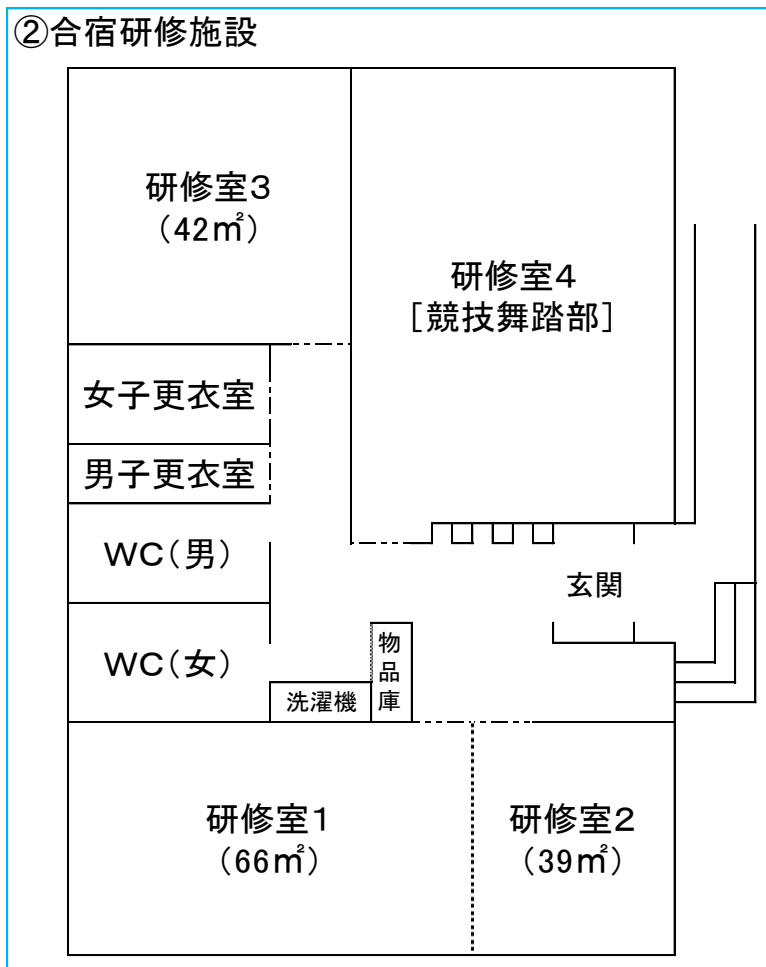 ②合宿研修施設
研修室3
（42㎡）
研修室4
［競技舞踏部］
女子更衣室
男子更衣室
WC（男）
玄関
WC（女）
物品庫
洗濯機
研修室1
（66㎡）
研修室2
（39㎡）